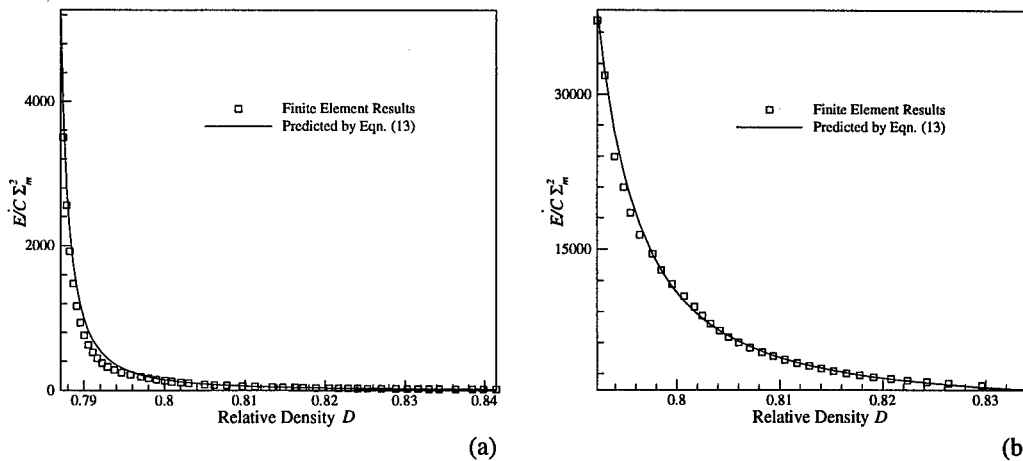 4000
2000
0
Ė/C Σ²ₘ
□ Finite Element Results
Predicted by Eqn. (13)
0.79 0.8 0.81 0.82 0.83 0.84
Relative Density D
(a)
30000
15000
Ė/C Σ²ₘ
□ Finite Element Results
Predicted by Eqn. (13)
0.8 0.81 0.82 0.83
Relative Density D
(b